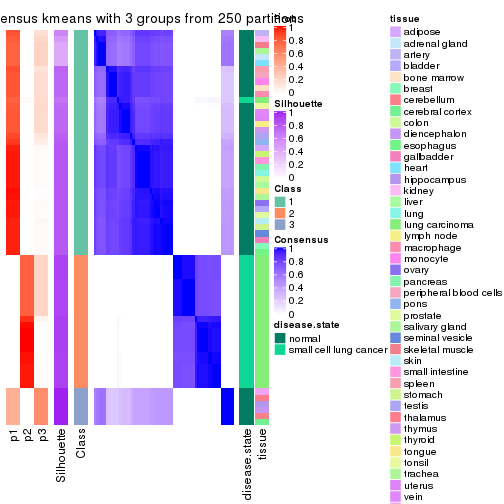 ensus kmeans with 3 groups from 250 partitions
1
0.8
0.6
0.4
0.2
0
Silhouette
1
0.8
0.6
0.4
0.2
0
Class
1
2
3
Consensus
1
0.8
0.6
0.4
0.2
0
disease.state
normal
small cell lung cancer
tissue
adipose
adrenal gland
artery
bladder
bone marrow
breast
cerebellum
cerebral cortex
colon
diencephalon
esophagus
gallbadder
heart
hippocampus
kidney
liver
lung
lung carcinoma
lymph node
macrophage
monocyte
ovary
pancreas
peripheral blood cells
pons
prostate
salivary gland
seminal vesicle
skeletal muscle
skin
small intestine
spleen
stomach
testis
thalamus
thymus
thyroid
tongue
tonsil
trachea
uterus
vein
p1
p2
p3
Silhouette
Class
disease.state
tissue